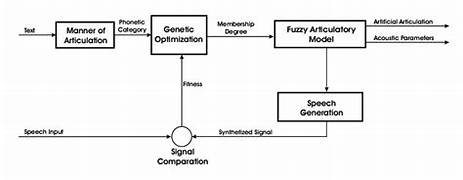 Text
Manner of
Articulation
Phonetic
Category
Genetic
Optimization
Membership
Degree
Fuzzy Articulatory
Model
Artificial Articulation
Acoustic Parameters
Fitness
Speech
Generation
Speech Input
Synthetized Signal
Signal
Comparation